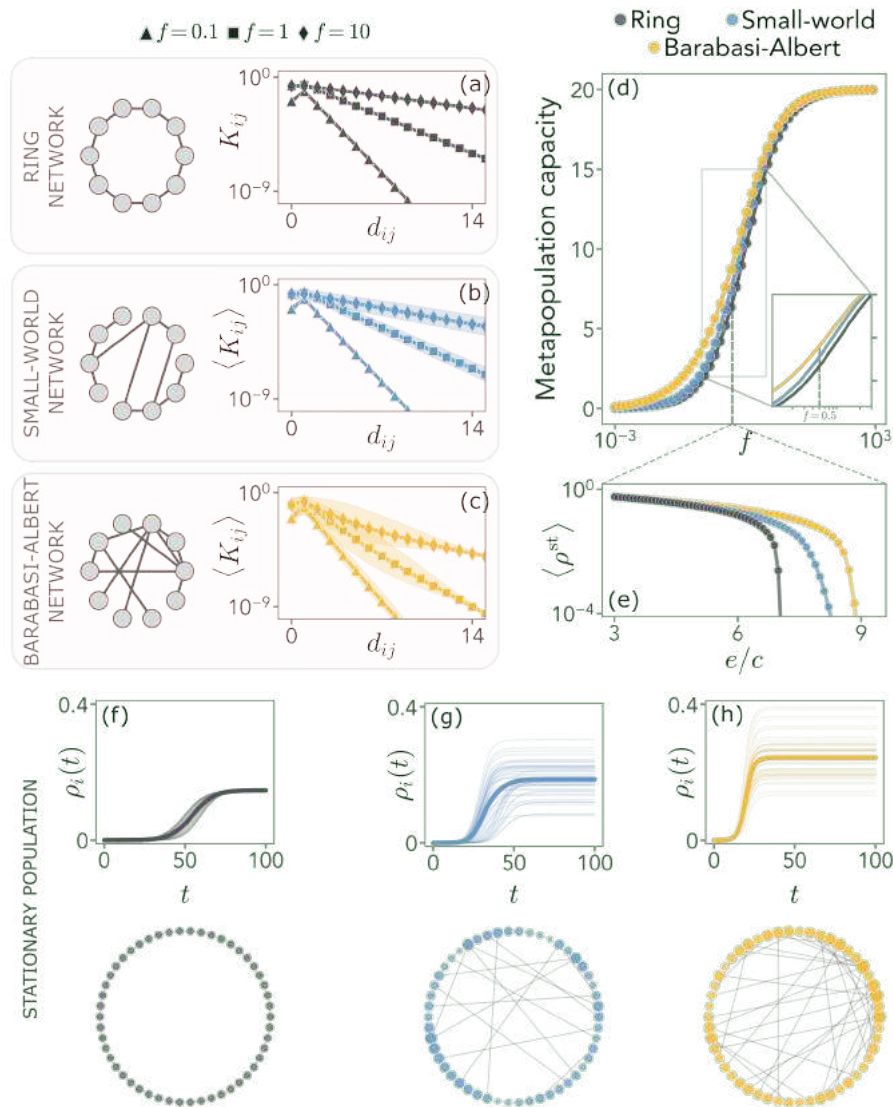 ▲ f = 0.1 ■ f = 1 ♦ f = 10
Ring Small-world
Barabasi-Albert
RING
NETWORK
10^0
K_ij
10^-9
(a)
0 14
d_ij
SMALL-WORLD
NETWORK
10^0
⟨K_ij⟩
10^-9
(b)
0 14
d_ij
BARABASI-ALBERT
NETWORK
10^0
⟨K_ij⟩
10^-9
(c)
0 14
d_ij
(d)
Metapopulation capacity
20
15
10
5
0
f = 0.5
10^-3 f 10^3
10^0
⟨ρ^st⟩
10^-4
(e)
3 6 9
e/c
STATIONARY POPULATION
0.4
(f)
ρ_i(t)
0
0 50 100
t
0.4
(g)
ρ_i(t)
0
0 50 100
t
0.4
(h)
ρ_i(t)
0
0 50 100
t